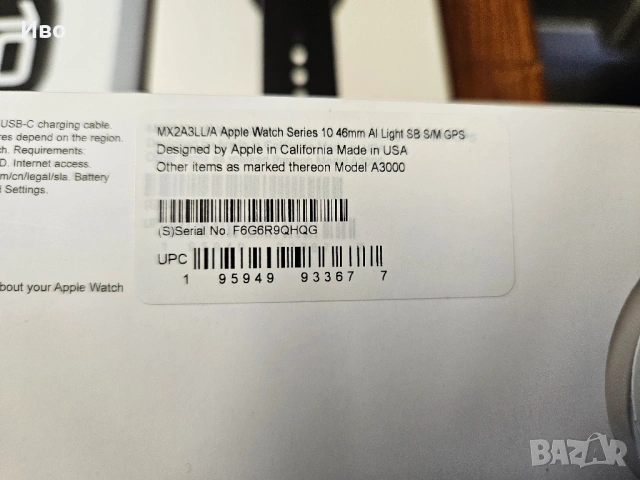 Иво
USB-C charging cable.
res depend on the region.
ch. Requirements:
D. Internet access.
m/cn/legal/sla. Battery
d Settings.
bout your Apple Watch
MX2A3LL/A Apple Watch Series 10 46mm Al Light SB S/M GPS
Designed by Apple in California Made in USA
Other items as marked thereon Model A3000
(S)Serial No. F6G6R9QHQG
UPC
1 95949 93367 7
BAZAR